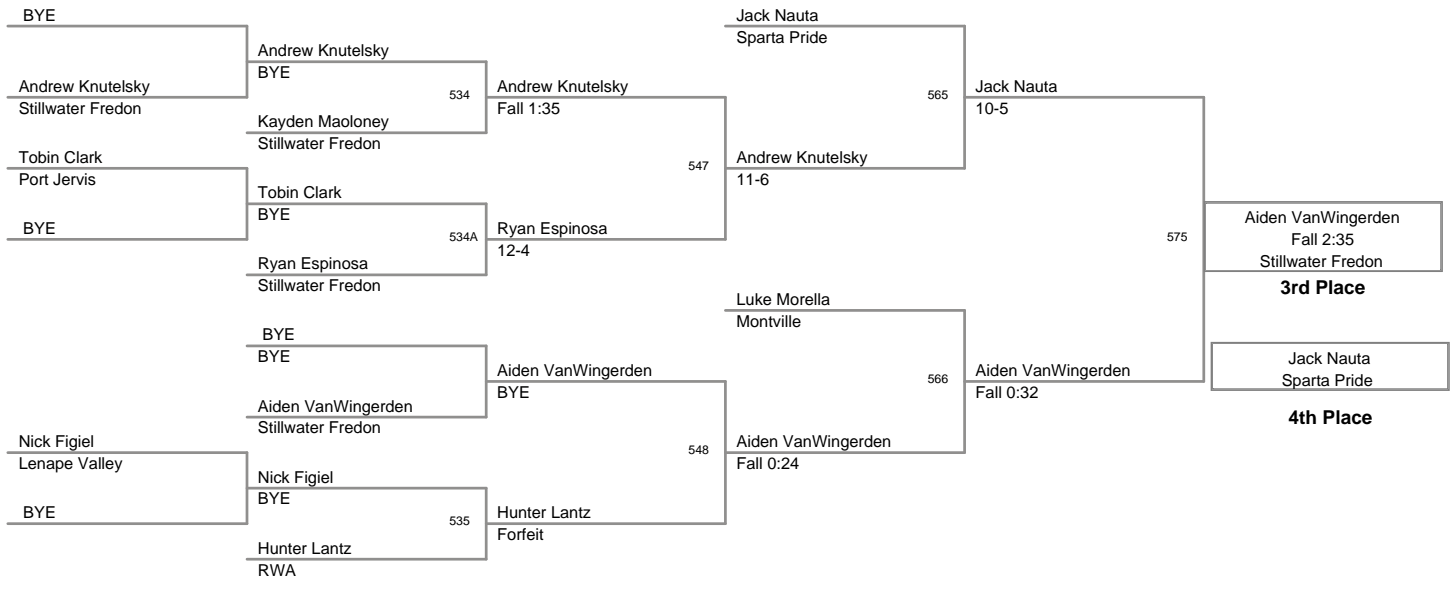 BYE
Andrew Knutelsky
Stillwater Fredon
Tobin Clark
Port Jervis
BYE
Nick Figiel
Lenape Valley
BYE
Andrew Knutelsky
BYE
Kayden Maoloney
Stillwater Fredon
Tobin Clark
BYE
Ryan Espinosa
Stillwater Fredon
BYE
BYE
Aiden VanWingerden
Stillwater Fredon
Nick Figiel
BYE
Hunter Lantz
RWA
534
534A
535
Andrew Knutelsky
Fall 1:35
Ryan Espinosa
12-4
Aiden VanWingerden
BYE
Hunter Lantz
Forfeit
547
548
Jack Nauta
Sparta Pride
Andrew Knutelsky
11-6
Luke Morella
Montville
Aiden VanWingerden
Fall 0:24
565
566
Jack Nauta
10-5
Aiden VanWingerden
Fall 0:32
575
Aiden VanWingerden
Fall 2:35
Stillwater Fredon
3rd Place
Jack Nauta
Sparta Pride
4th Place